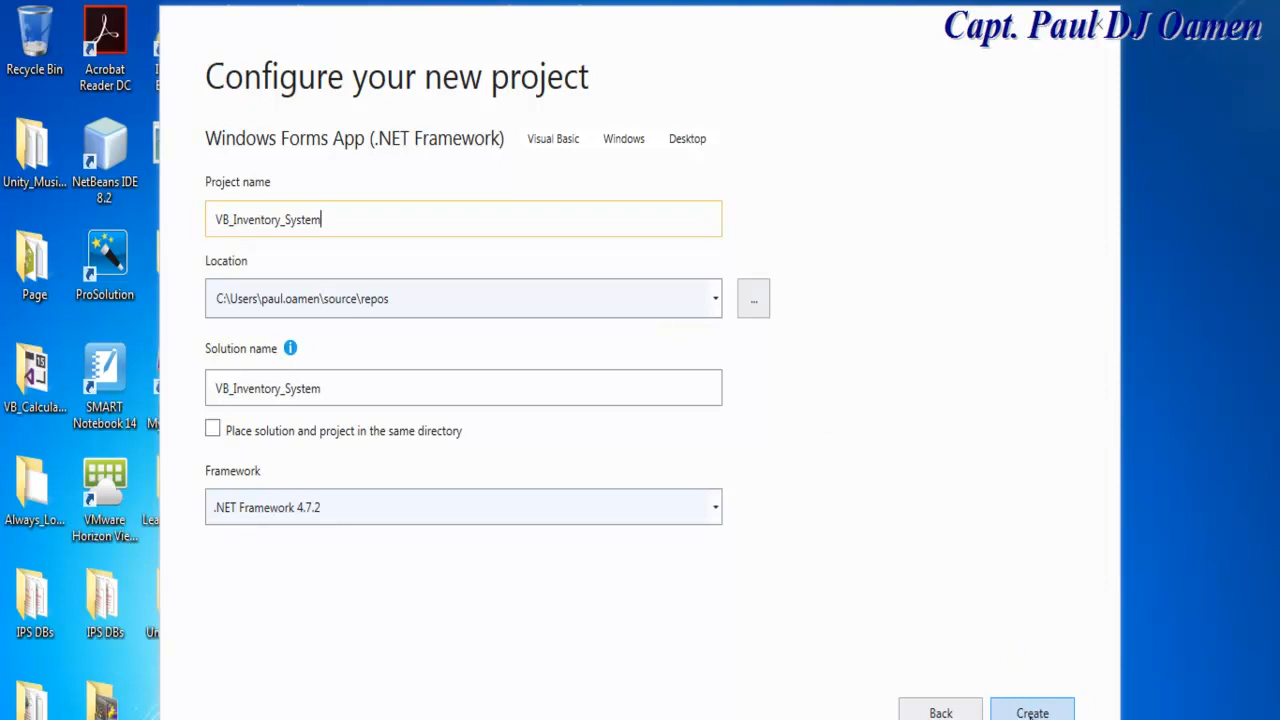 Capt. Paul DJ Oamen
Configure your new project
Windows Forms App (.NET Framework)
Visual Basic
Windows
Desktop
Project name
VB_Inventory_System
Location
C:\Users\paul.oamen\source\repos
...
Solution name
VB_Inventory_System
Place solution and project in the same directory
Framework
.NET Framework 4.7.2
Back
Create
Recycle Bin
Acrobat
Reader DC
Unity_Musi...
NetBeans IDE
8.2
Page
ProSolution
VB_Calcula...
SMART
Notebook 14
Always_Lo...
VMware
Horizon Vie...
IPS DBs
IPS DBs